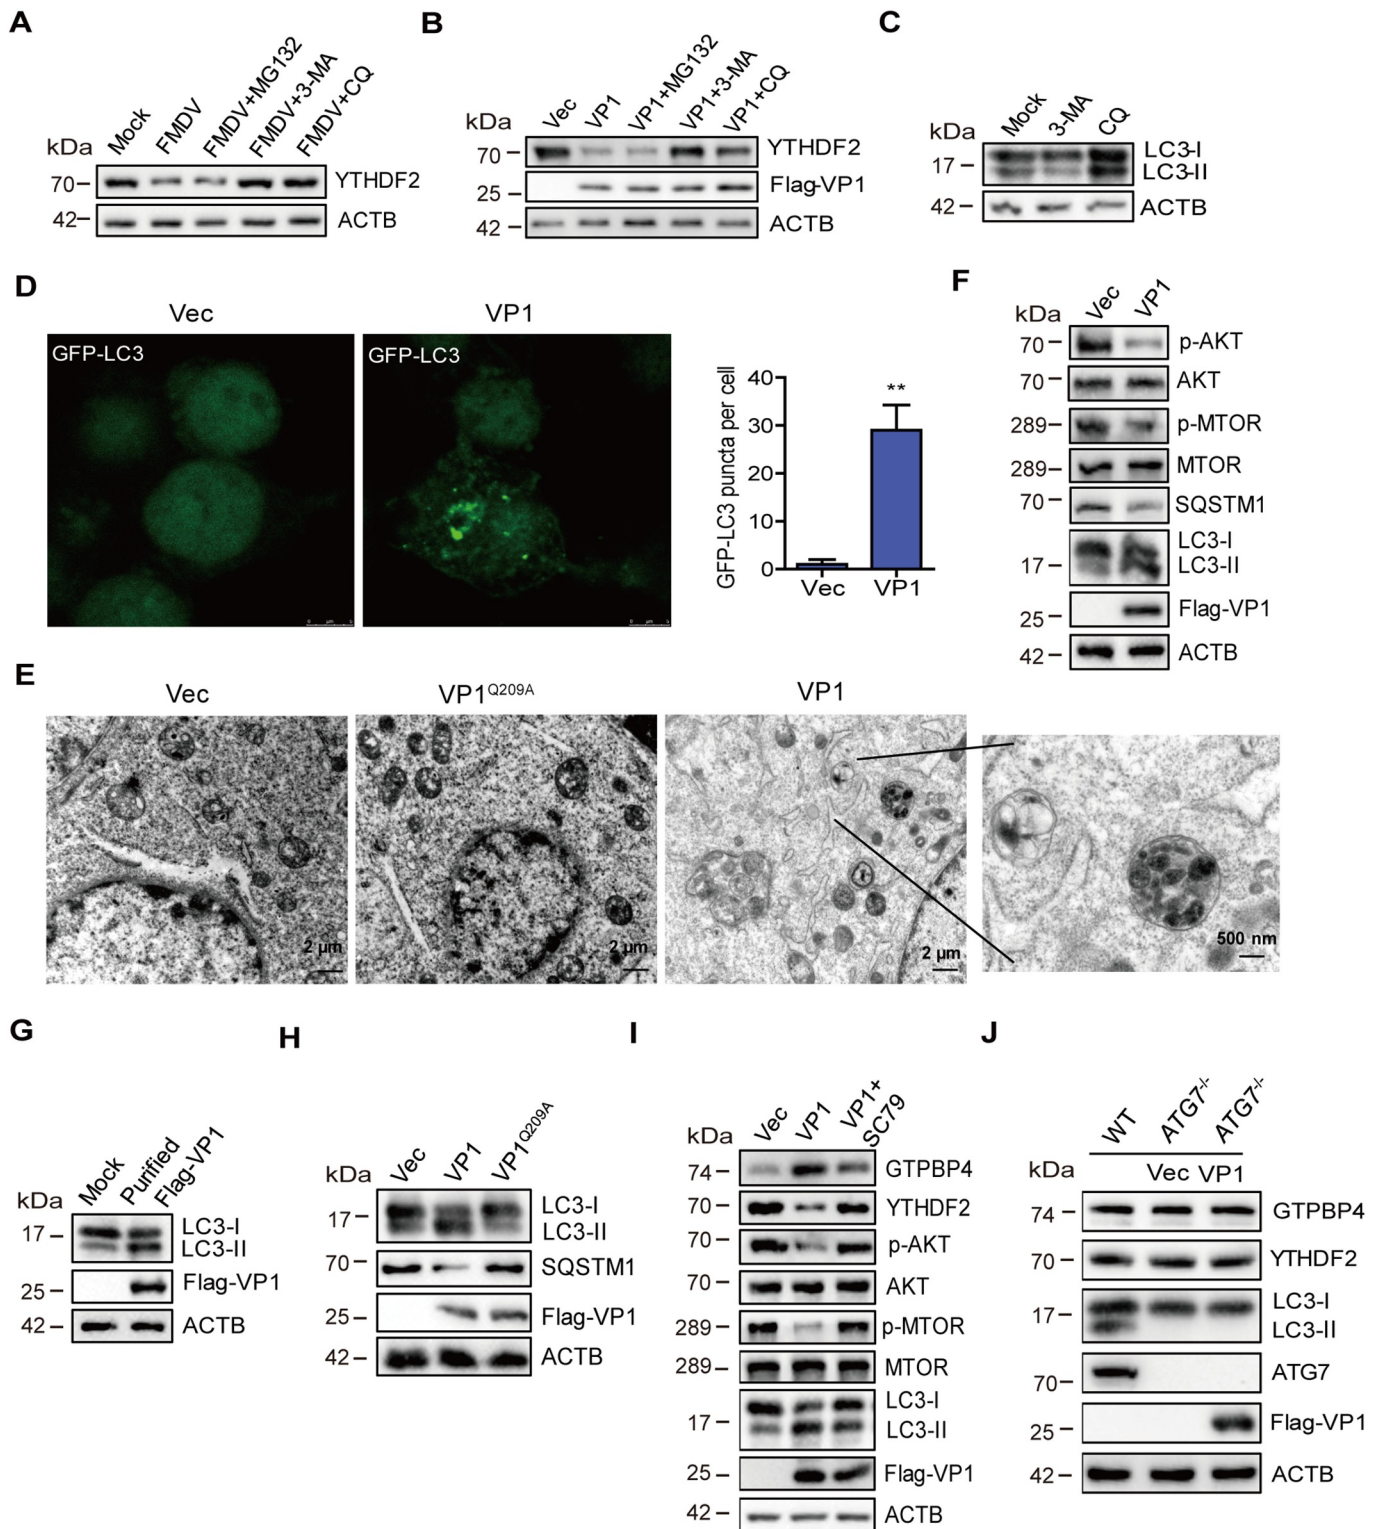 A
Mock
FMDV
FMDV+MG132
FMDV+3-MA
FMDV+CQ
kDa
70
YTHDF2
42
ACTB
B
Vec
VP1
VP1+MG132
VP1+3-MA
VP1+CQ
kDa
70
YTHDF2
25
Flag-VP1
42
ACTB
C
Mock
3-MA
CQ
kDa
17
LC3-I
LC3-II
42
ACTB
D
Vec
VP1
GFP-LC3
GFP-LC3
GFP-LC3 puncta per cell
40
30
20
10
0
**
Vec
VP1
F
kDa
Vec
VP1
70
p-AKT
70
AKT
289
p-MTOR
289
MTOR
70
SQSTM1
17
LC3-I
LC3-II
25
Flag-VP1
42
ACTB
E
Vec
VP1Q209A
VP1
2 μm
2 μm
2 μm
500 nm
G
kDa
Mock
Purified
Flag-VP1
17
LC3-I
LC3-II
25
Flag-VP1
42
ACTB
H
kDa
Vec
VP1
VP1Q209A
17
LC3-I
LC3-II
70
SQSTM1
25
Flag-VP1
42
ACTB
I
kDa
Vec
VP1
VP1+
SC79
74
GTPBP4
70
YTHDF2
70
p-AKT
70
AKT
289
p-MTOR
289
MTOR
17
LC3-I
LC3-II
25
Flag-VP1
42
ACTB
J
WT
ATG7-/-
ATG7-/-
kDa
Vec VP1
74
GTPBP4
70
YTHDF2
17
LC3-I
LC3-II
70
ATG7
25
Flag-VP1
42
ACTB